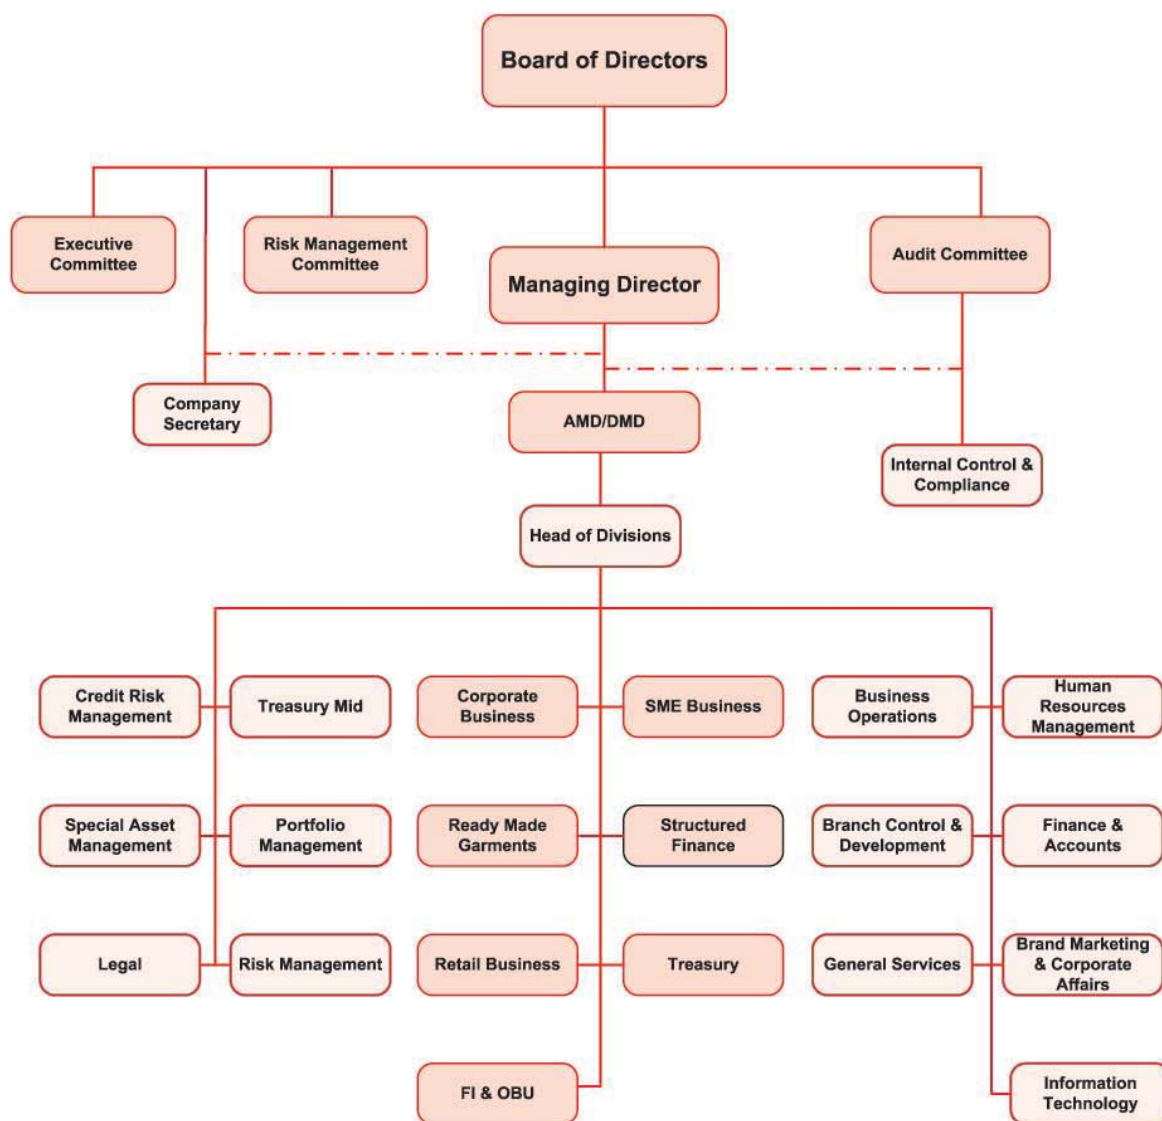 Board of Directors
Executive
Committee
Risk Management
Committee
Managing Director
Audit Committee
Company
Secretary
AMD/DMD
Internal Control &
Compliance
Head of Divisions
Credit Risk
Management
Treasury Mid
Corporate
Business
SME Business
Business
Operations
Human
Resources
Management
Special Asset
Management
Portfolio
Management
Ready Made
Garments
Structured
Finance
Branch Control &
Development
Finance &
Accounts
Legal
Risk Management
Retail Business
Treasury
General Services
Brand Marketing
& Corporate
Affairs
FI & OBU
Information
Technology